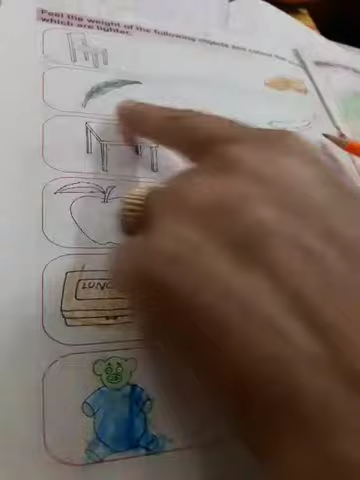 Feel the weight of the following objects and colour the
which are lighter.
LUNC